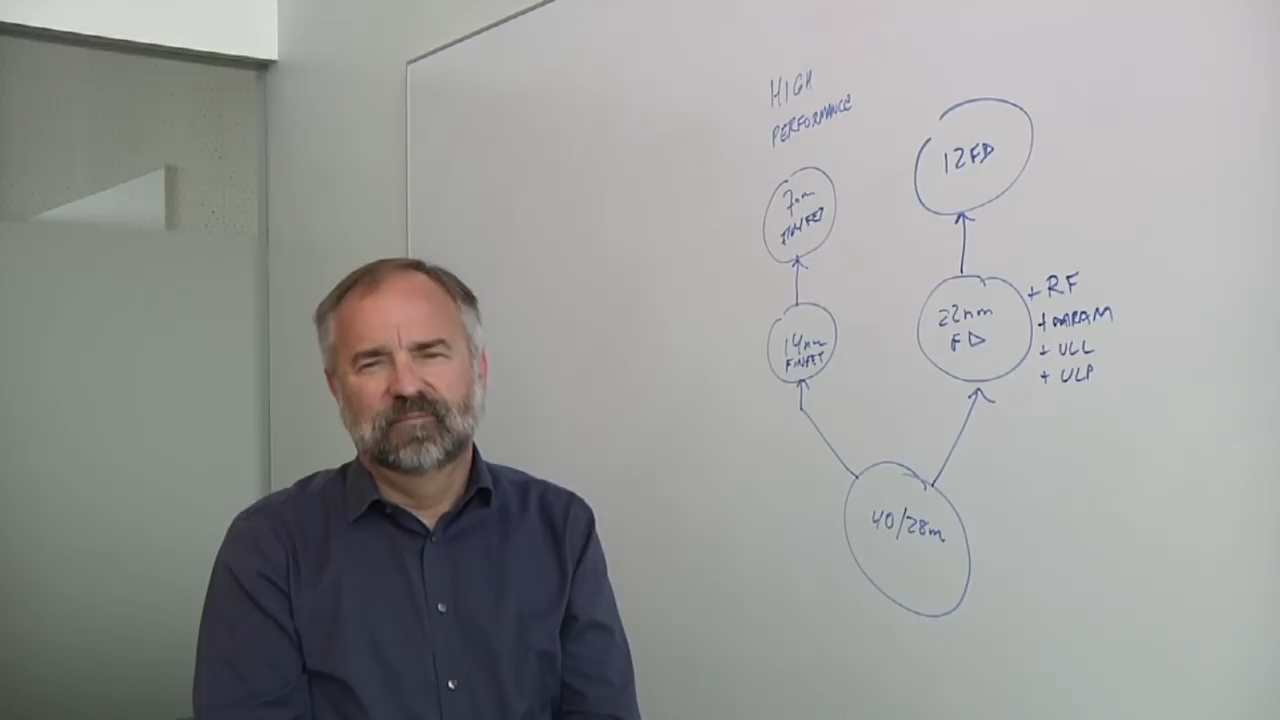 HIGH
PERFORMANCE
7nm
FINFET
12FD
14nm
FINFET
22nm
FD
+ RF
+ MRAM
+ ULL
+ ULP
40/28m